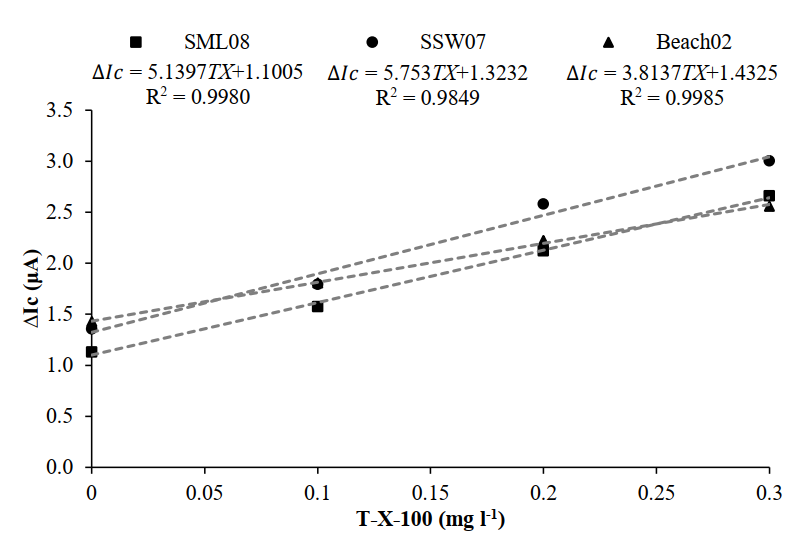 SML08 SSW07 Beach02
ΔIc = 5.1397TX+1.1005 ΔIc = 5.753TX+1.3232 ΔIc = 3.8137TX+1.4325
R² = 0.9980 R² = 0.9849 R² = 0.9985
3.5
3.0
2.5
2.0
1.5
1.0
0.5
0.0
ΔIc (µA)
0 0.05 0.1 0.15 0.2 0.25 0.3
T-X-100 (mg l⁻¹)